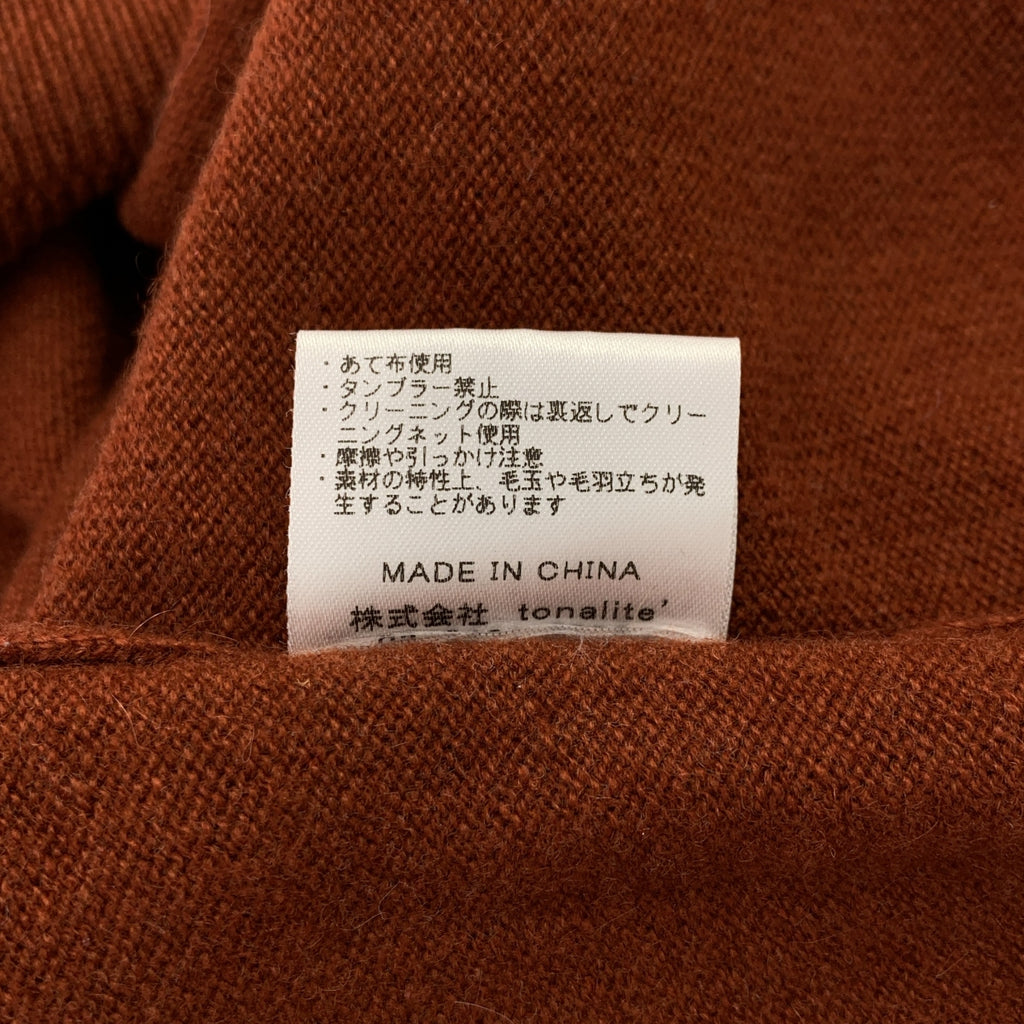 ・あて布使用
・タンブラー禁止
・クリーニングの際は裏返しでクリー
ニングネット使用
・摩擦や引っかけ注意
・素材の特性上、毛玉や毛羽立ちが発
生することがあります
MADE IN CHINA
株式会社 tonalite'